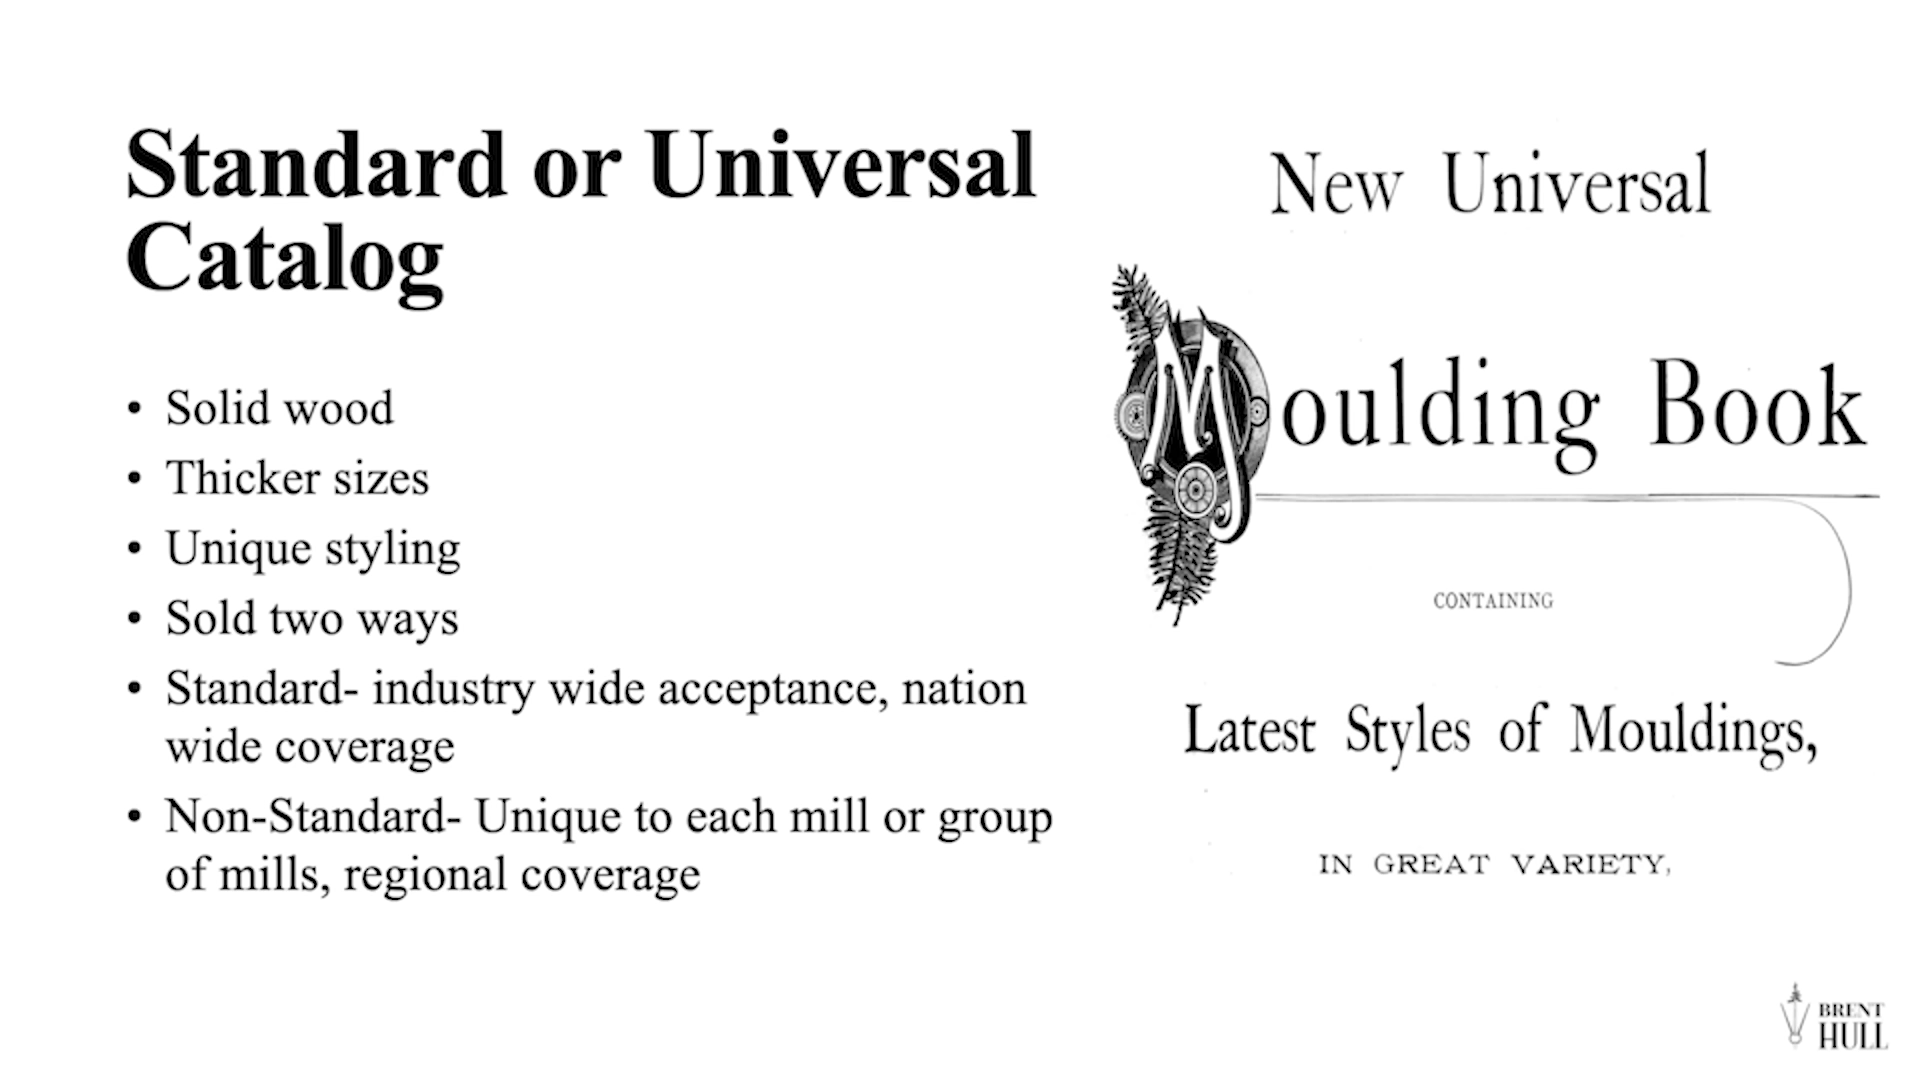 Standard or Universal
Catalog
• Solid wood
• Thicker sizes
• Unique styling
• Sold two ways
• Standard- industry wide acceptance, nation
wide coverage
• Non-Standard- Unique to each mill or group
of mills, regional coverage
New Universal
Moulding Book
CONTAINING
Latest Styles of Mouldings,
IN GREAT VARIETY,
BRENT
HULL